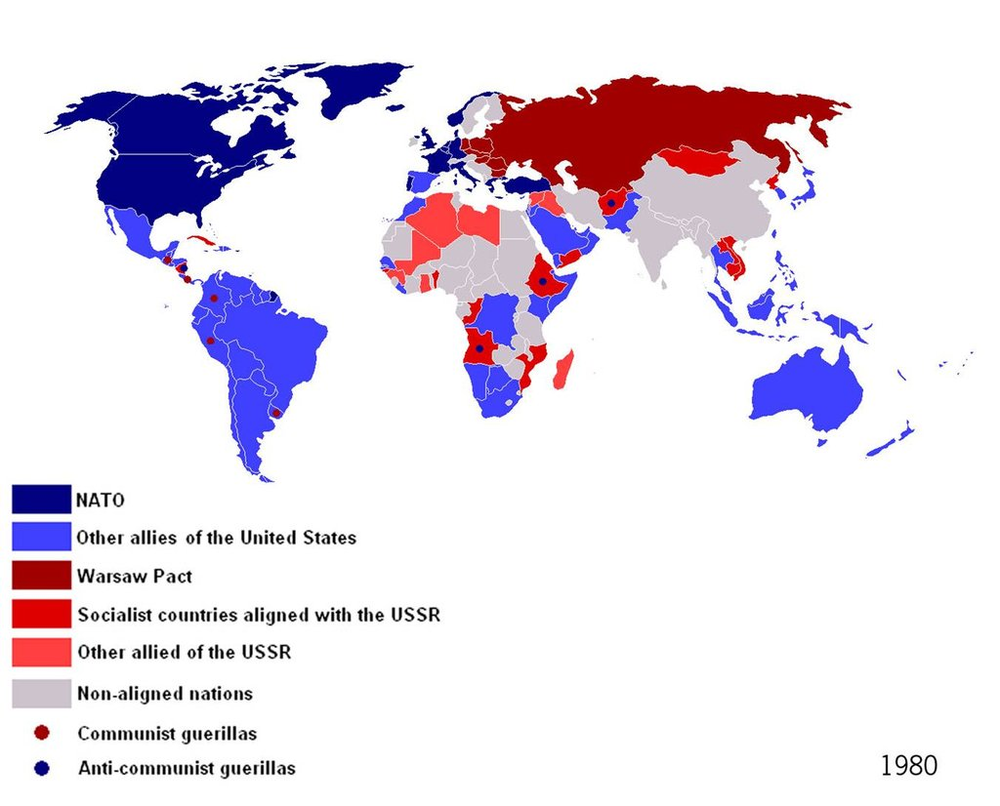 NATO
Other allies of the United States
Warsaw Pact
Socialist countries aligned with the USSR
Other allied of the USSR
Non-aligned nations
Communist guerillas
Anti-communist guerillas
1980